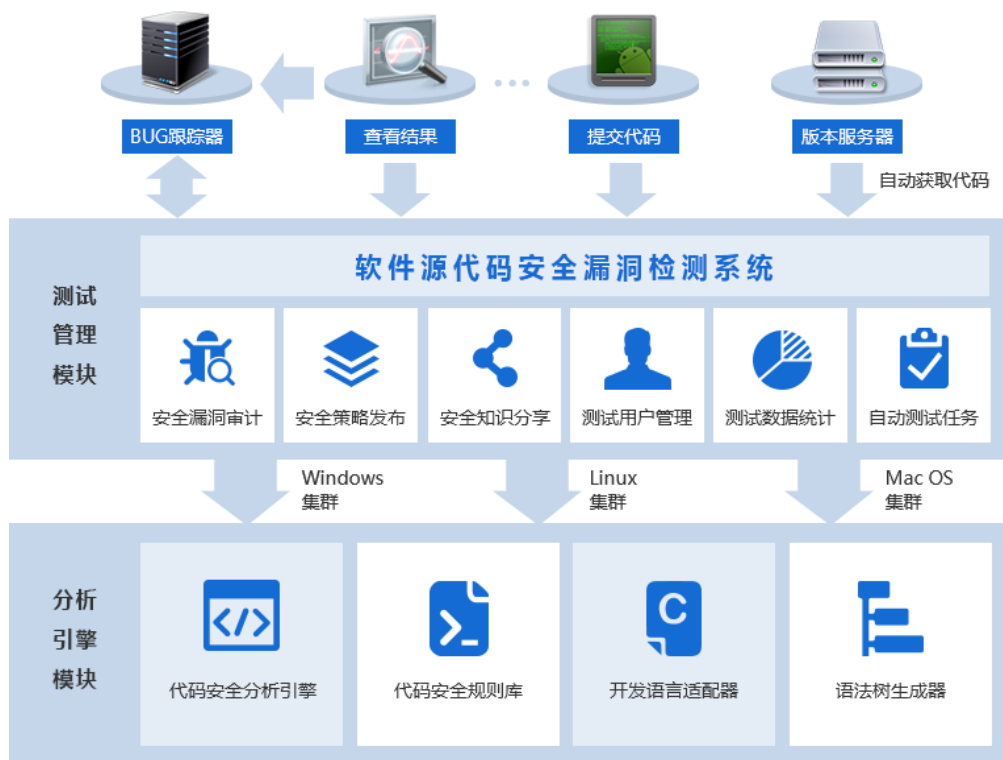 BUG跟踪器
查看结果
提交代码
版本服务器
自动获取代码
测试
管理
模块
软件源代码安全漏洞检测系统
安全漏洞审计
安全策略发布
安全知识分享
测试用户管理
测试数据统计
自动测试任务
Windows
集群
Linux
集群
Mac OS
集群
分析
引擎
模块
</>
代码安全分析引擎
代码安全规则库
C
开发语言适配器
语法树生成器